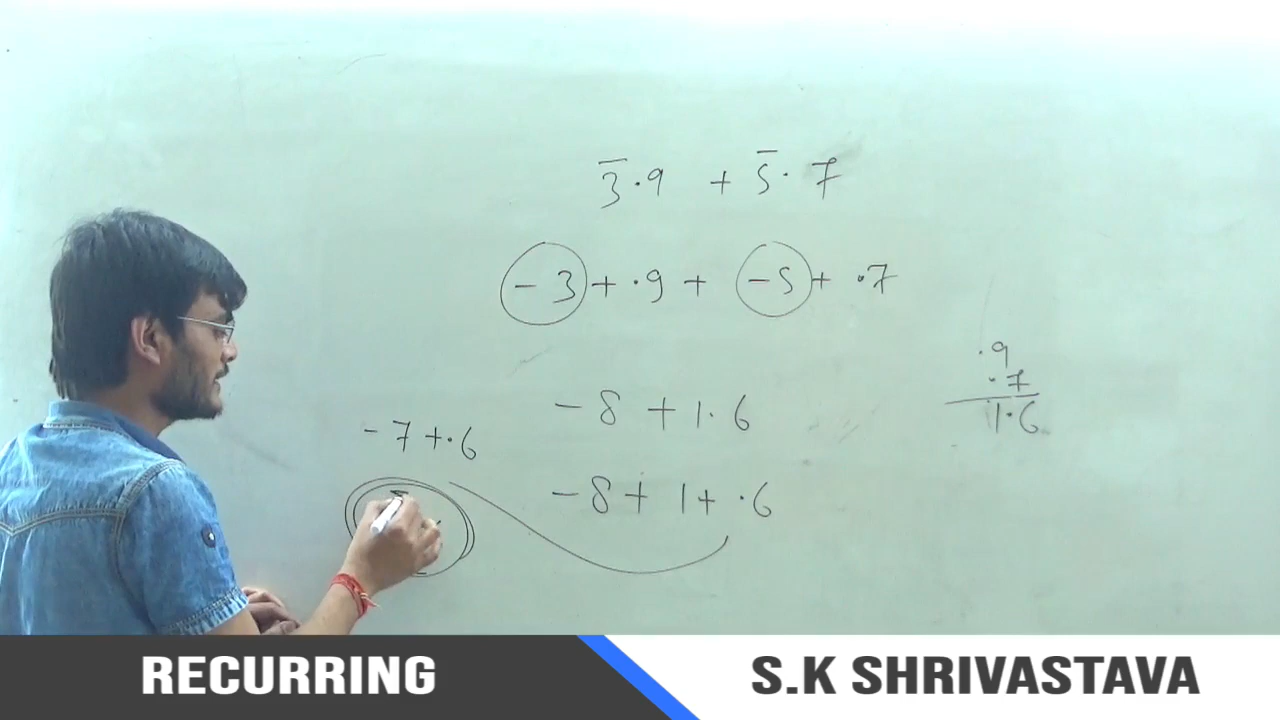 3̅.9 + 5̅.7
-3 + .9 + -5 + .7
.9
.7
1.6
-8 + 1.6
-7 + .6
-8 + 1 + .6
RECURRING
S.K SHRIVASTAVA